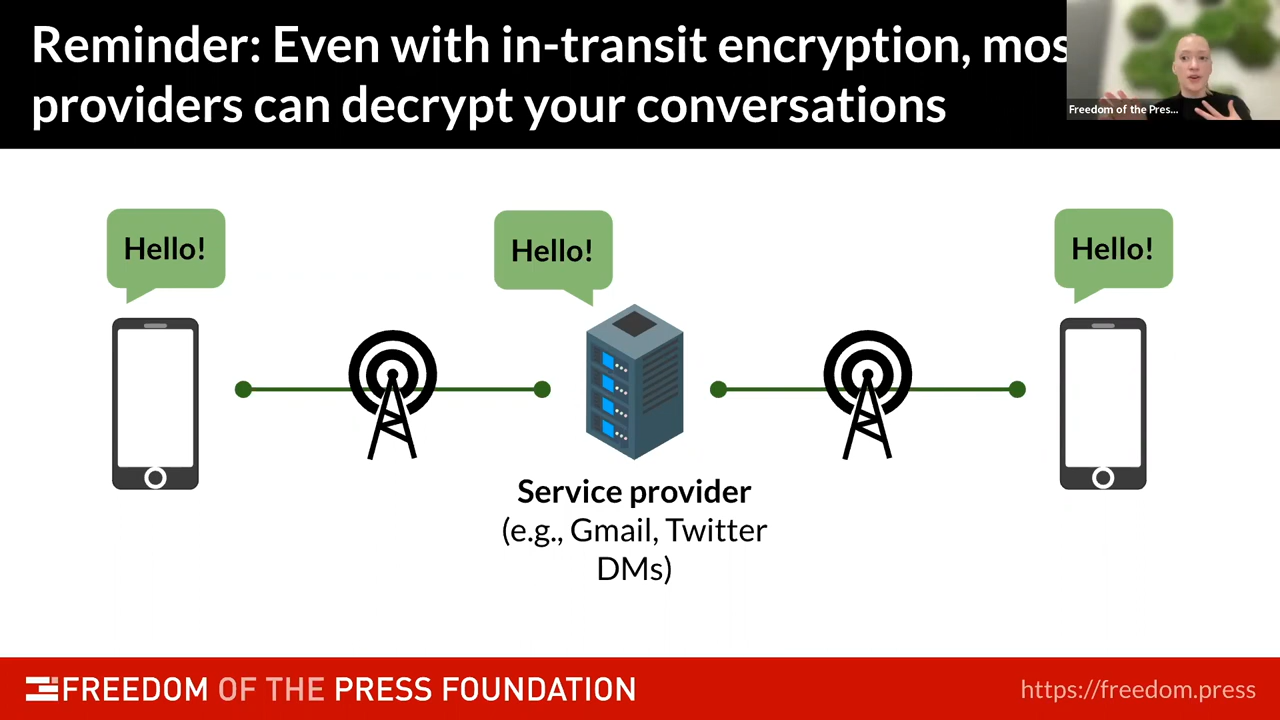 Reminder: Even with in-transit encryption, mos
providers can decrypt your conversations
Freedom of the Pres...
Hello!
Hello!
Hello!
Service provider
(e.g., Gmail, Twitter
DMs)
FREEDOM OF THE PRESS FOUNDATION
https://freedom.press